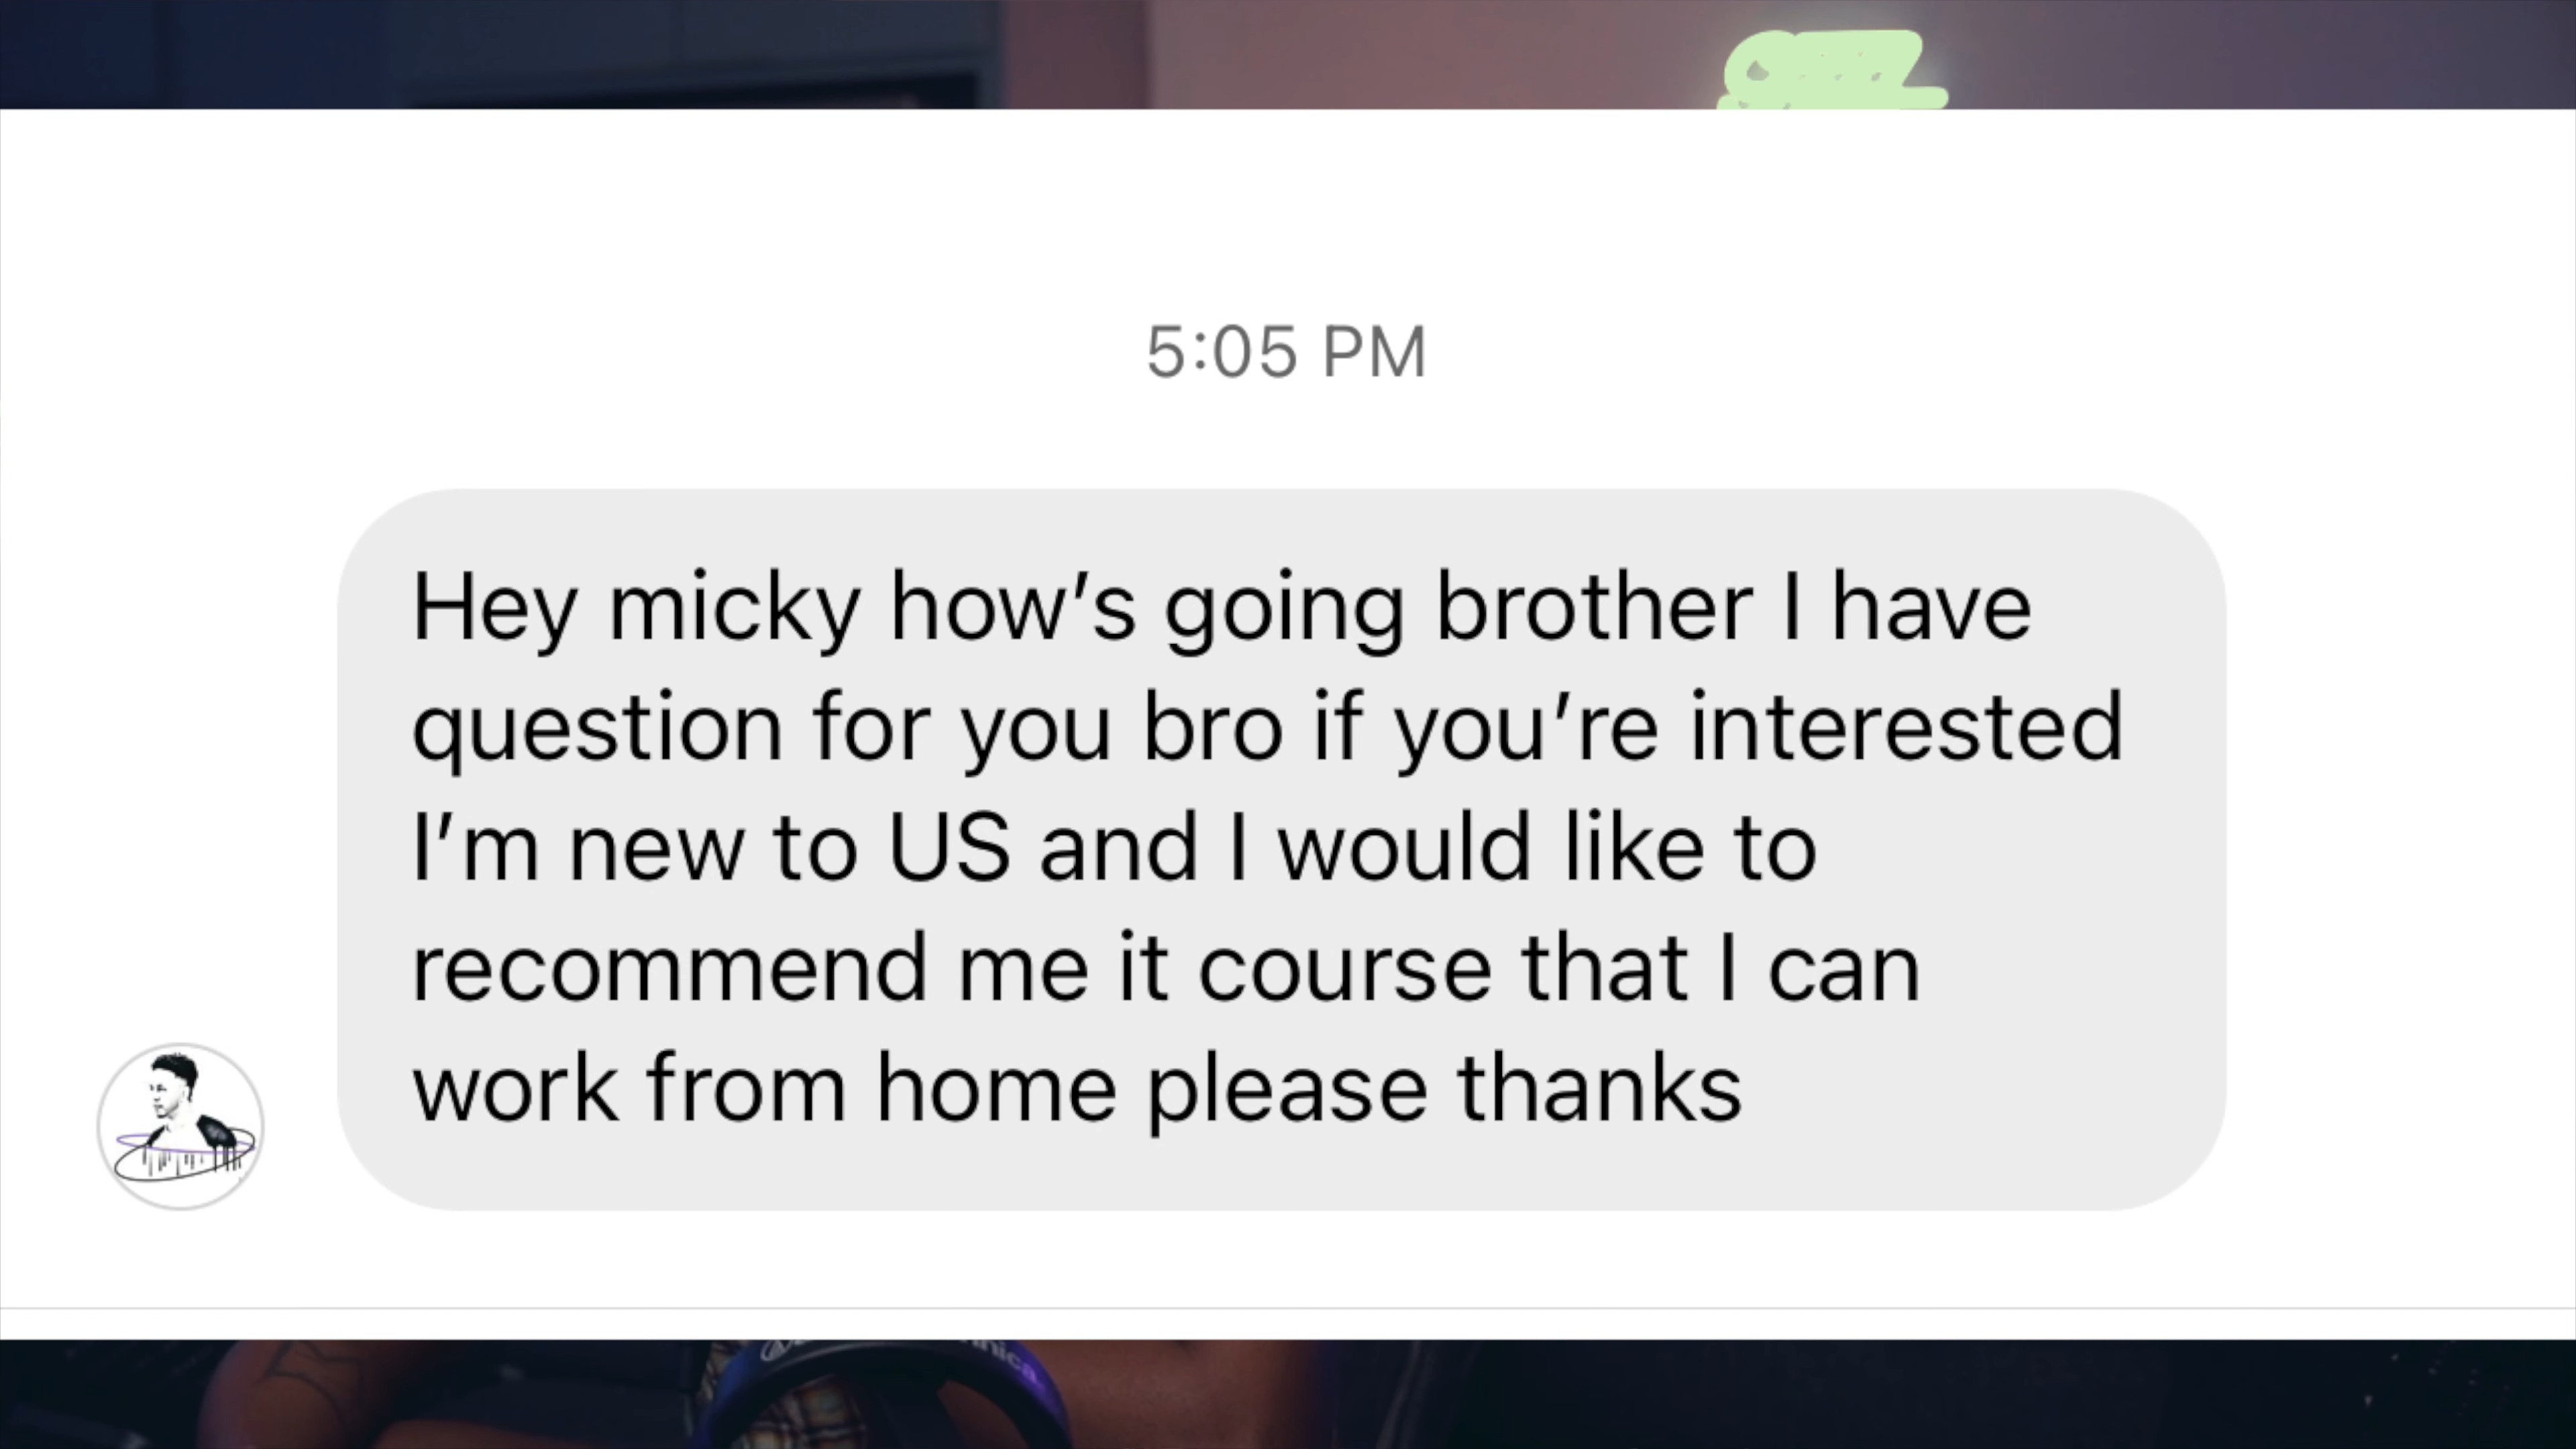 5:05 PM
Hey micky how’s going brother I have
question for you bro if you’re interested
I’m new to US and I would like to
recommend me it course that I can
work from home please thanks